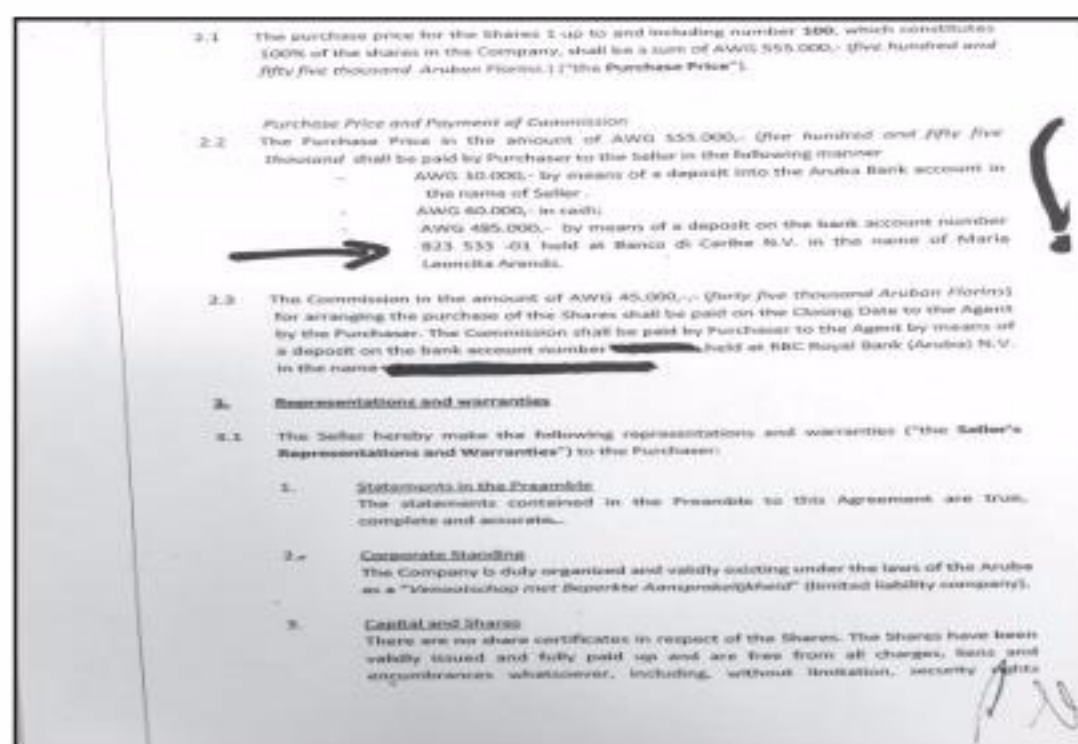 2.1 The purchase price for the Shares 1 up to and including number 100, which constitutes
100% of the shares in the Company, shall be a sum of AWG 555.000,- (five hundred and
fifty five thousand Aruban Florins.) ("the Purchase Price").
Purchase Price and Payment of Commission
2.2 The Purchase Price in the amount of AWG 555.000,- (five hundred and fifty five
thousand shall be paid by Purchaser to the Seller in the following manner
- AWG 10.000,- by means of a deposit into the Aruba Bank account in
the name of Seller .
- AWG 60.000,- in cash;
- AWG 485.000,- by means of a deposit on the bank account number
823 533 -01 held at Banco di Caribe N.V. in the name of Maria
Leoncita Arends.
2.3 The Commission in the amount of AWG 45.000,-,- (forty five thousand Aruban Florins)
for arranging the purchase of the Shares shall be paid on the Closing Date to the Agent
by the Purchaser. The Commission shall be paid by Purchaser to the Agent by means of
a deposit on the bank account number held at RBC Royal Bank (Aruba) N.V.
in the name
3. Representations and warranties
3.1 The Seller hereby make the following representations and warranties ("the Seller's
Representations and Warranties") to the Purchaser:
1. Statements in the Preamble
The statements contained in the Preamble to this Agreement are true,
complete and accurate.
2. Corporate Standing
The Company is duly organized and validly existing under the laws of the Aruba
as a "Vennootschap met Beperkte Aansprakelijkheid" (limited liability company).
3. Capital and Shares
There are no share certificates in respect of the Shares. The Shares have been
validly issued and fully paid up and are free from all charges, liens and
encumbrances whatsoever, including, without limitation, security rights